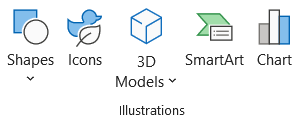 Shapes
Icons
3D
Models
SmartArt
Chart
Illustrations